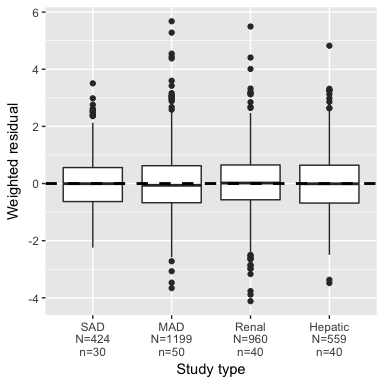 Weighted residual
6
4
2
0
-2
-4
SAD MAD Renal Hepatic
N=424 N=1199 N=960 N=559
n=30 n=50 n=40 n=40
Study type